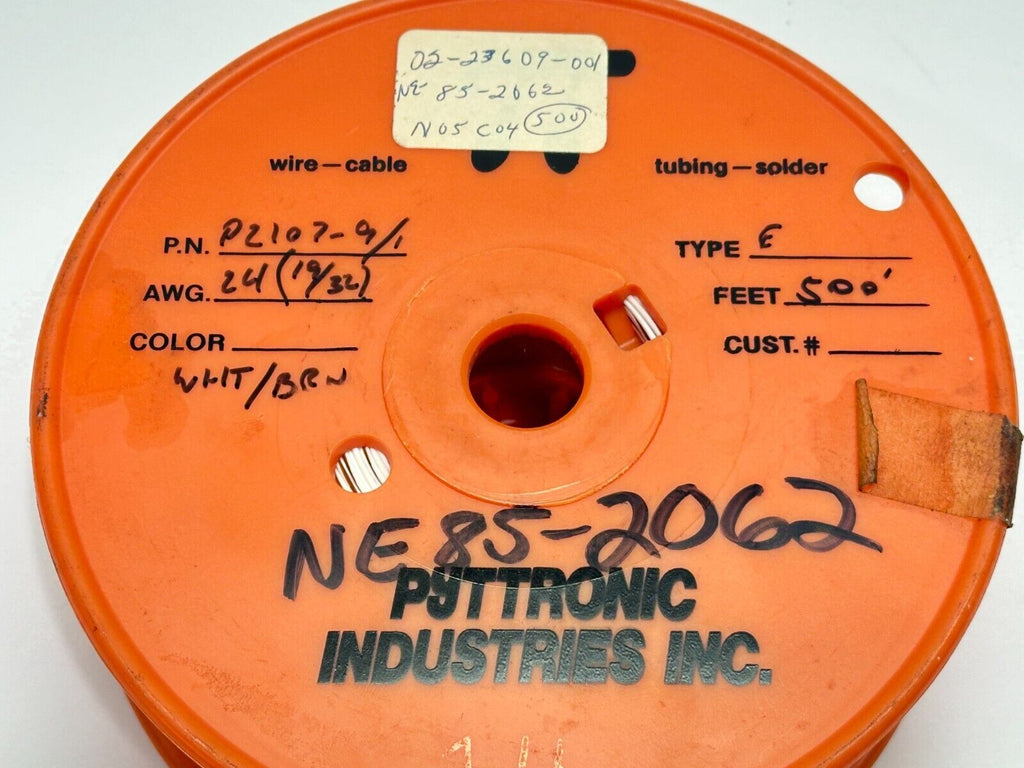 02-23609-001
NE 85-2062
N05 C04 500
wire — cable
tubing — solder
P.N. P2107-9/1
AWG. 24 (19/32)
COLOR
WHT/BRN
TYPE E
FEET 500'
CUST. #
NE85-2062
PYTTRONIC
INDUSTRIES INC.